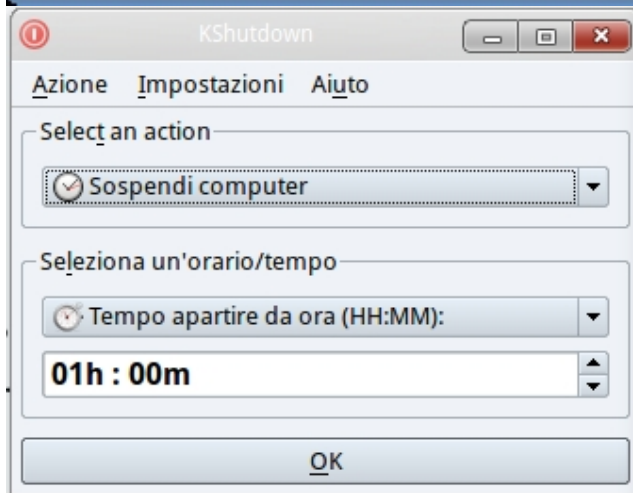 KShutdown
Azione Impostazioni Aiuto
Select an action
Sospendi computer
Seleziona un'orario/tempo
Tempo apartire da ora (HH:MM):
01h : 00m
OK